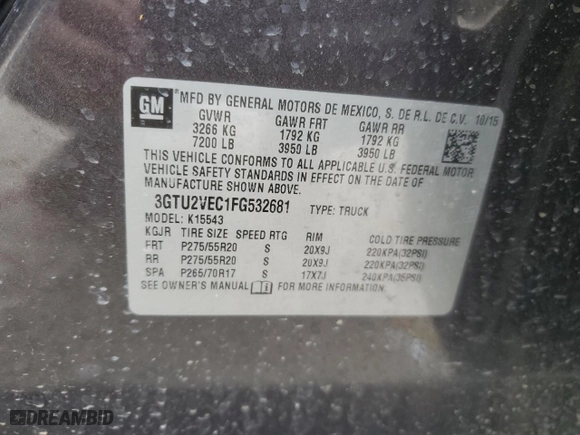 GM MFD BY GENERAL MOTORS DE MEXICO, S. DE R.L. DE C.V. 10/15
GVWR GAWR FRT GAWR RR
3266 KG 1792 KG 1792 KG
7200 LB 3950 LB 3950 LB
THIS VEHICLE CONFORMS TO ALL APPLICABLE U.S. FEDERAL MOTOR
VEHICLE SAFETY STANDARDS IN EFFECT ON THE DATE OF
MANUFACTURE SHOWN ABOVE.
3GTU2VEC1FG532681 TYPE: TRUCK
MODEL: K15543
KGJR TIRE SIZE SPEED RTG RIM COLD TIRE PRESSURE
FRT P275/55R20 S 20X9J 220KPA(32PSI)
RR P275/55R20 S 20X9J 220KPA(32PSI)
SPA P265/70R17 S 17X7J 240KPA(35PSI)
SEE OWNER'S MANUAL FOR MORE INFORMATION.
DREAMBID